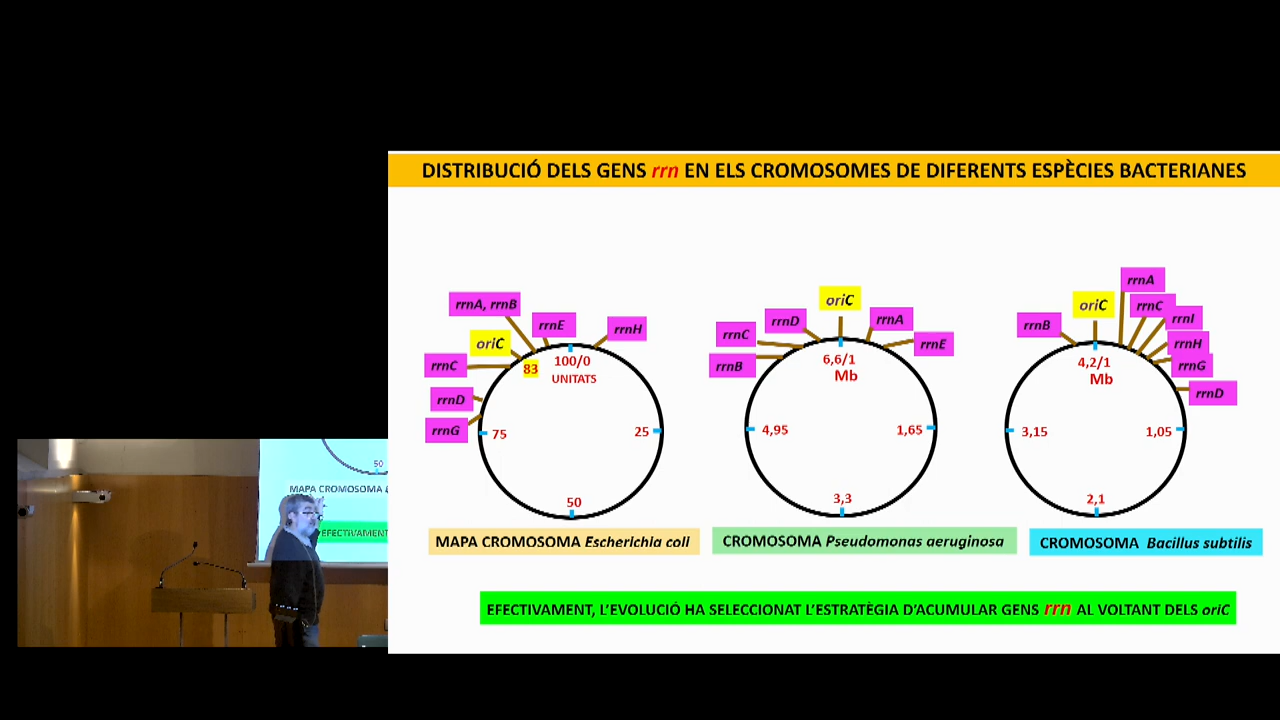 DISTRIBUCIÓ DELS GENS rrn EN ELS CROMOSOMES DE DIFERENTS ESPÈCIES BACTERIANES
rrnA, rrnB
rrnE
rrnH
oriC
rrnC
83
100/0
UNITATS
rrnD
rrnG
75
25
50
MAPA CROMOSOMA Escherichia coli
oriC
rrnD
rrnA
rrnC
rrnE
rrnB
6,6/1
Mb
4,95
1,65
3,3
CROMOSOMA Pseudomonas aeruginosa
rrnA
oriC
rrnC
rrnB
rrnI
rrnH
rrnG
4,2/1
Mb
rrnD
3,15
1,05
2,1
CROMOSOMA Bacillus subtilis
EFECTIVAMENT, L'EVOLUCIÓ HA SELECCIONAT L'ESTRATÈGIA D'ACUMULAR GENS rrn AL VOLTANT DELS oriC
50
MAPA CROMOSOMA
EFECTIVAMENT